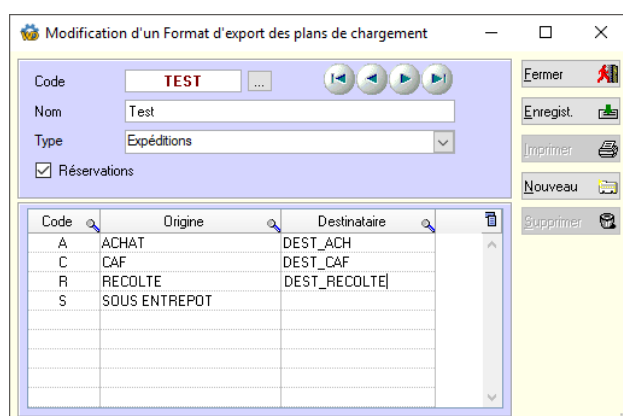 Modification d'un Format d'export des plans de chargement
Code TEST ...
Nom Test
Type Expéditions
Réservations
Fermer
Enregist.
Imprimer
Nouveau
Supprimer
Code Origine Destinataire
A ACHAT DEST_ACH
C CAF DEST_CAF
R RECOLTE DEST_RECOLTE
S SOUS ENTREPOT